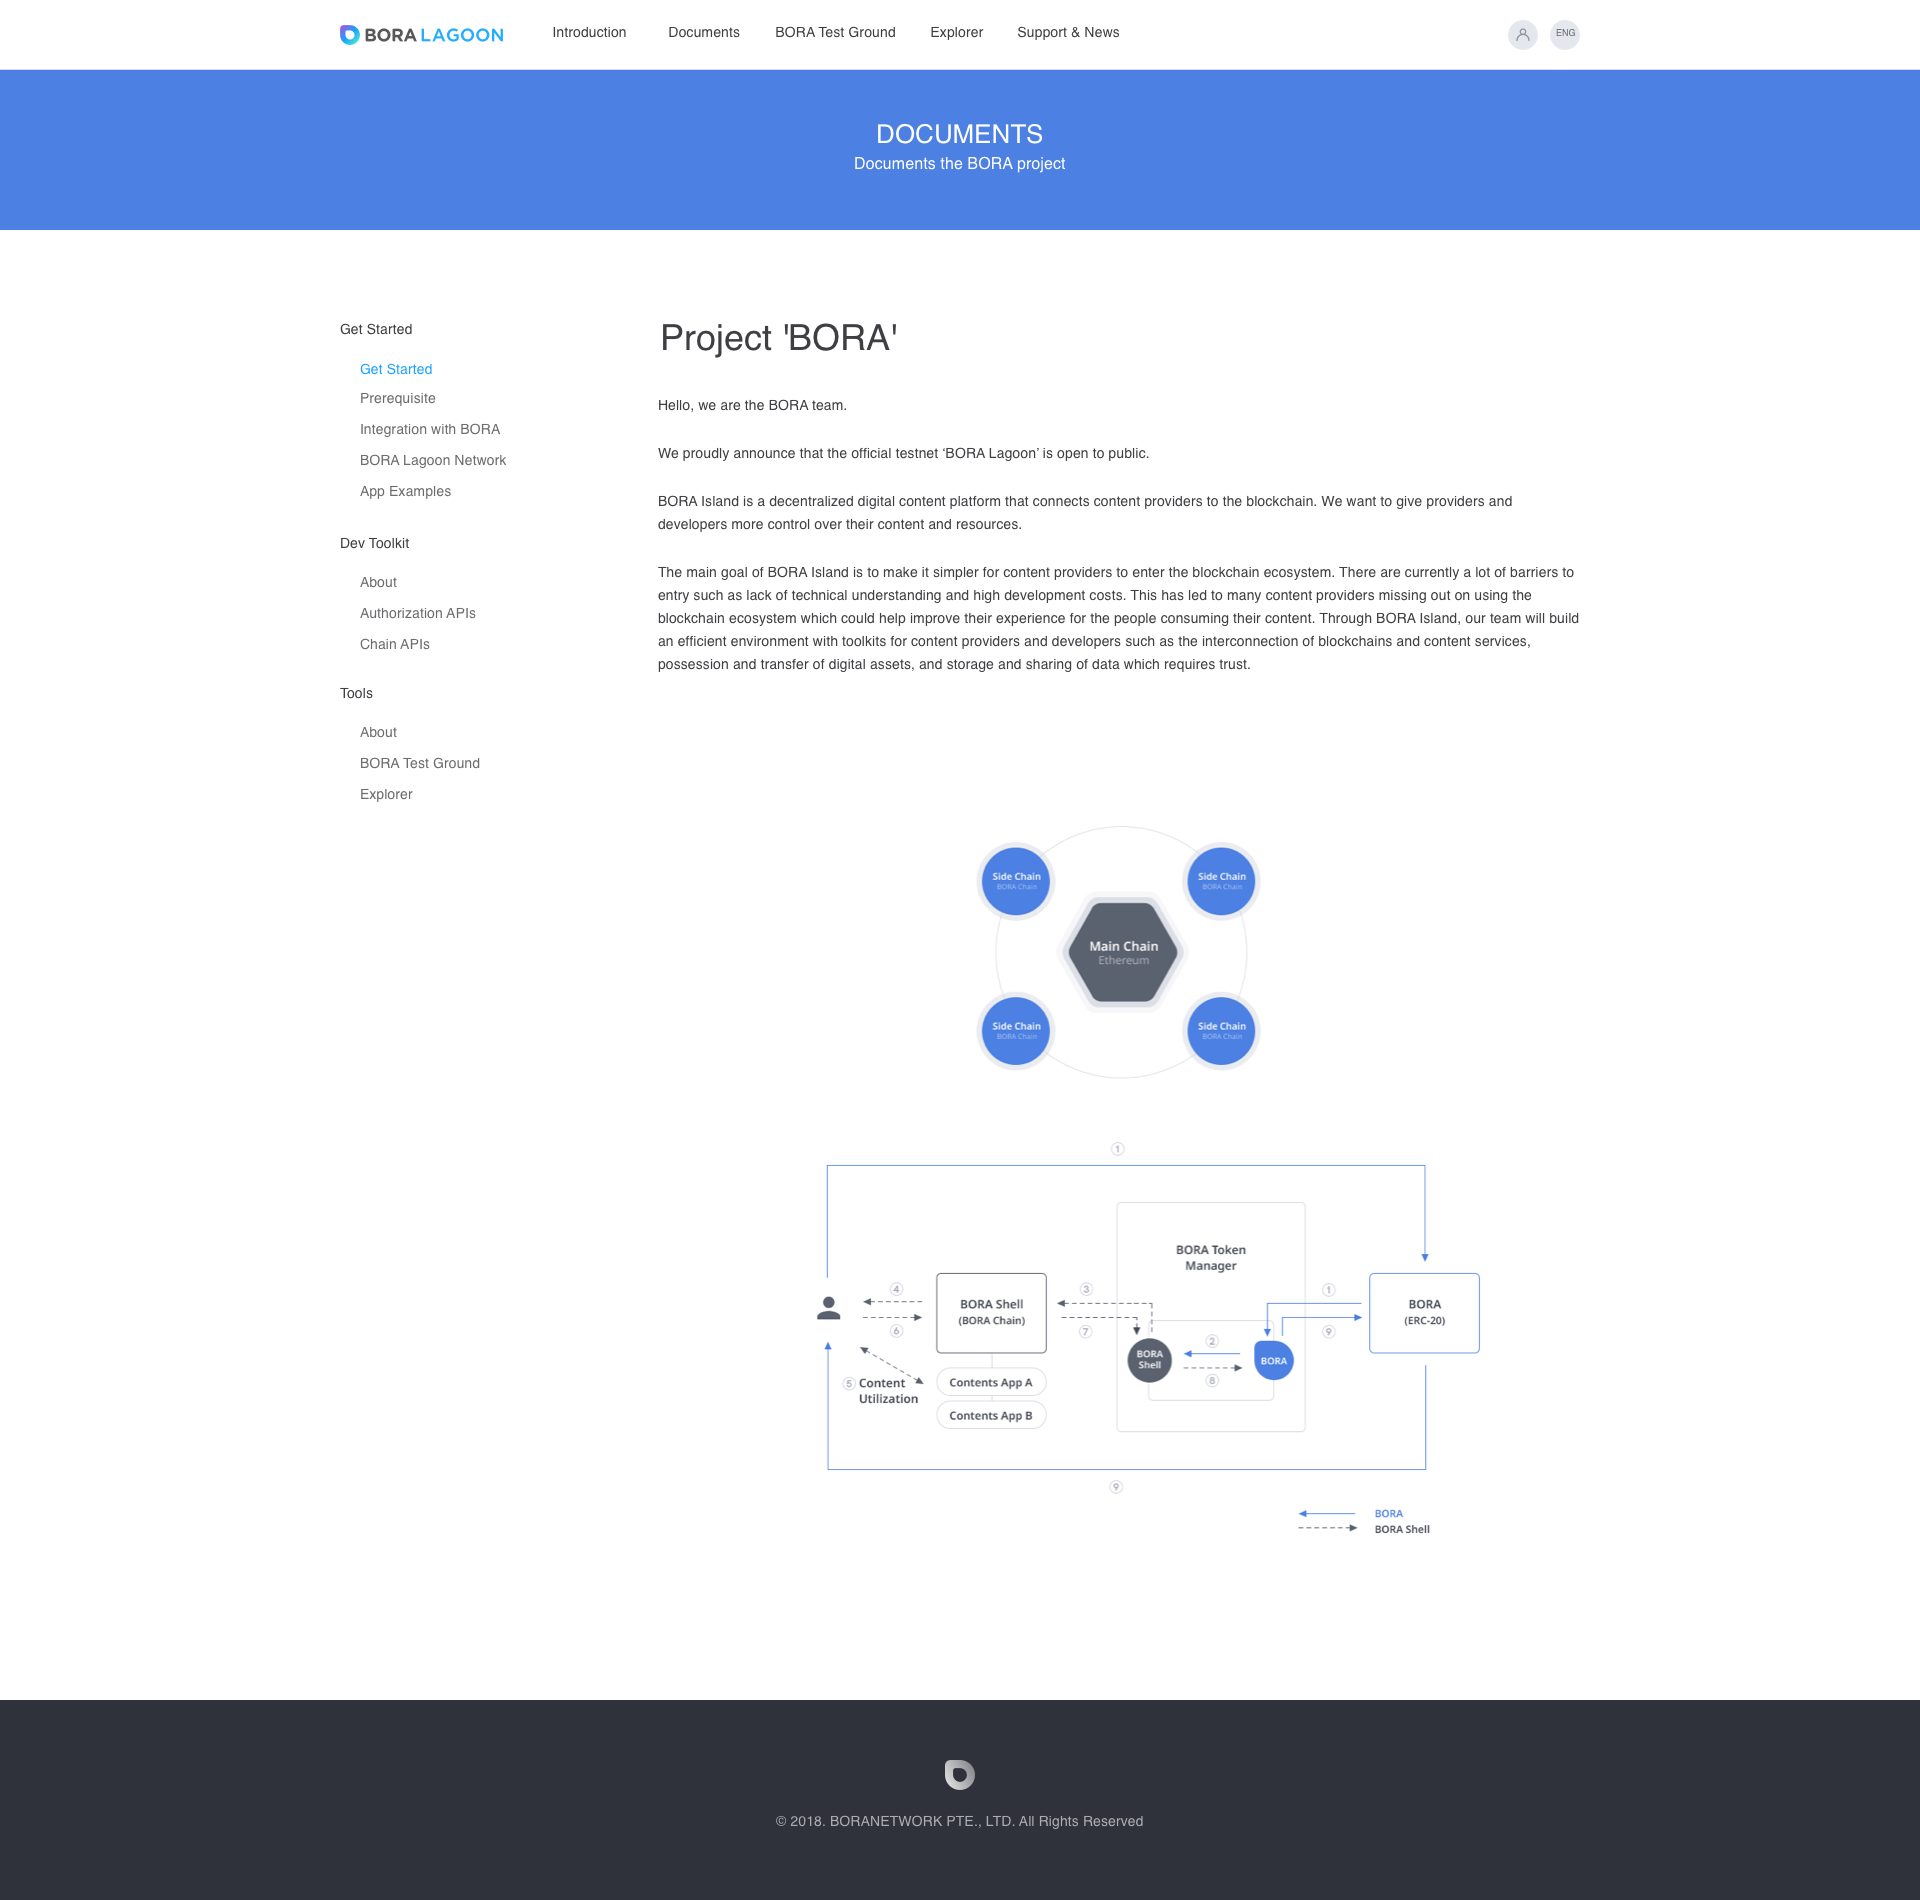 BORA LAGOON
Introduction
Documents
BORA Test Ground
Explorer
Support & News
ENG
DOCUMENTS
Documents the BORA project
Get Started
Get Started
Prerequisite
Integration with BORA
BORA Lagoon Network
App Examples
Dev Toolkit
About
Authorization APIs
Chain APIs
Tools
About
BORA Test Ground
Explorer
Project 'BORA'
Hello, we are the BORA team.
We proudly announce that the official testnet ‘BORA Lagoon’ is open to public.
BORA Island is a decentralized digital content platform that connects content providers to the blockchain. We want to give providers and
developers more control over their content and resources.
The main goal of BORA Island is to make it simpler for content providers to enter the blockchain ecosystem. There are currently a lot of barriers to
entry such as lack of technical understanding and high development costs. This has led to many content providers missing out on using the
blockchain ecosystem which could help improve their experience for the people consuming their content. Through BORA Island, our team will build
an efficient environment with toolkits for content providers and developers such as the interconnection of blockchains and content services,
possession and transfer of digital assets, and storage and sharing of data which requires trust.
Side Chain
BORA Chain
Side Chain
BORA Chain
Main Chain
Ethereum
Side Chain
BORA Chain
Side Chain
BORA Chain
①
BORA Token
Manager
④
③
①
BORA Shell
(BORA Chain)
BORA
(ERC-20)
⑥
⑦
②
⑨
BORA
Shell
BORA
⑧
⑤ Content
Utilization
Contents App A
Contents App B
⑨
BORA
BORA Shell
© 2018. BORANETWORK PTE., LTD. All Rights Reserved